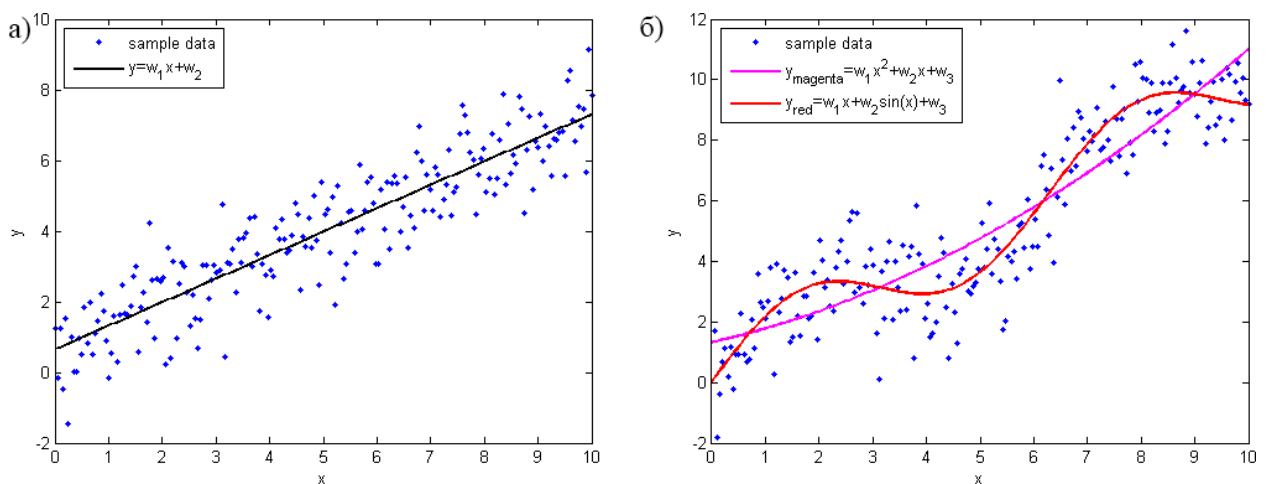 а)
10
8
6
4
2
0
-2
0 1 2 3 4 5 6 7 8 9 10
x
y
sample data
y=w₁x+w₂
б)
12
10
8
6
4
2
0
-2
0 1 2 3 4 5 6 7 8 9 10
x
y
sample data
y_magenta=w₁x²+w₂x+w₃
y_red=w₁x+w₂sin(x)+w₃